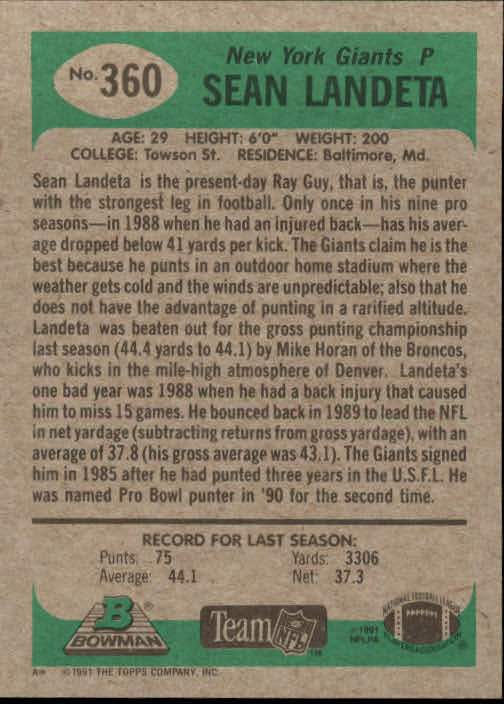 No. 360
New York Giants P
SEAN LANDETA
AGE: 29 HEIGHT: 6'0" WEIGHT: 200
COLLEGE: Towson St. RESIDENCE: Baltimore, Md.
Sean Landeta is the present-day Ray Guy, that is, the punter
with the strongest leg in football. Only once in his nine pro
seasons—in 1988 when he had an injured back—has his aver-
age dropped below 41 yards per kick. The Giants claim he is the
best because he punts in an outdoor home stadium where the
weather gets cold and the winds are unpredictable; also that he
does not have the advantage of punting in a rarified altitude.
Landeta was beaten out for the gross punting championship
last season (44.4 yards to 44.1) by Mike Horan of the Broncos,
who kicks in the mile-high atmosphere of Denver. Landeta's
one bad year was 1988 when he had a back injury that caused
him to miss 15 games. He bounced back in 1989 to lead the NFL
in net yardage (subtracting returns from gross yardage), with an
average of 37.8 (his gross average was 43.1). The Giants signed
him in 1985 after he had punted three years in the U.S.F.L. He
was named Pro Bowl punter in '90 for the second time.
RECORD FOR LAST SEASON:
Punts: 75 Yards: 3306
Average: 44.1 Net: 37.3
B
BOWMAN®
Team NFL
TM
© 1991
NFLPA
NATIONAL FOOTBALL LEAGUE
PLAYERS ASSOCIATION
A** © 1991 THE TOPPS COMPANY, INC.